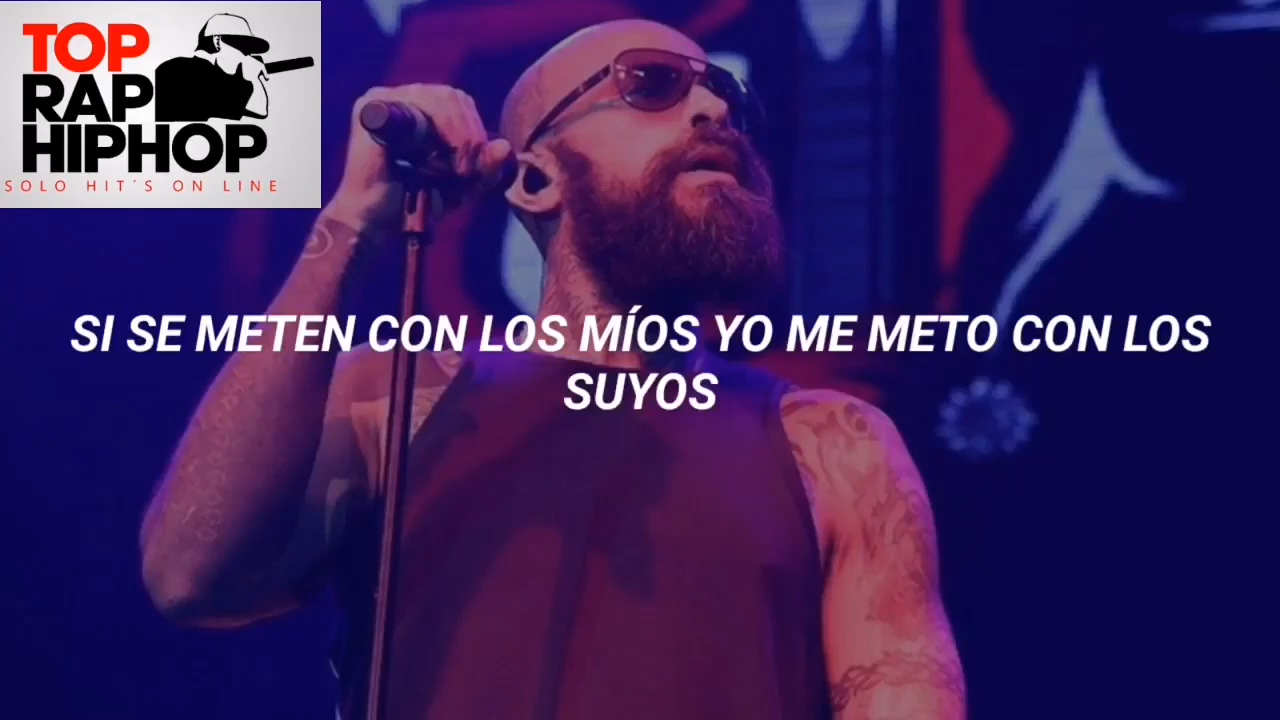 TOP
RAP
HIPHOP
SOLO HIT´S ON LINE
SI SE METEN CON LOS MÍOS YO ME METO CON LOS
SUYOS